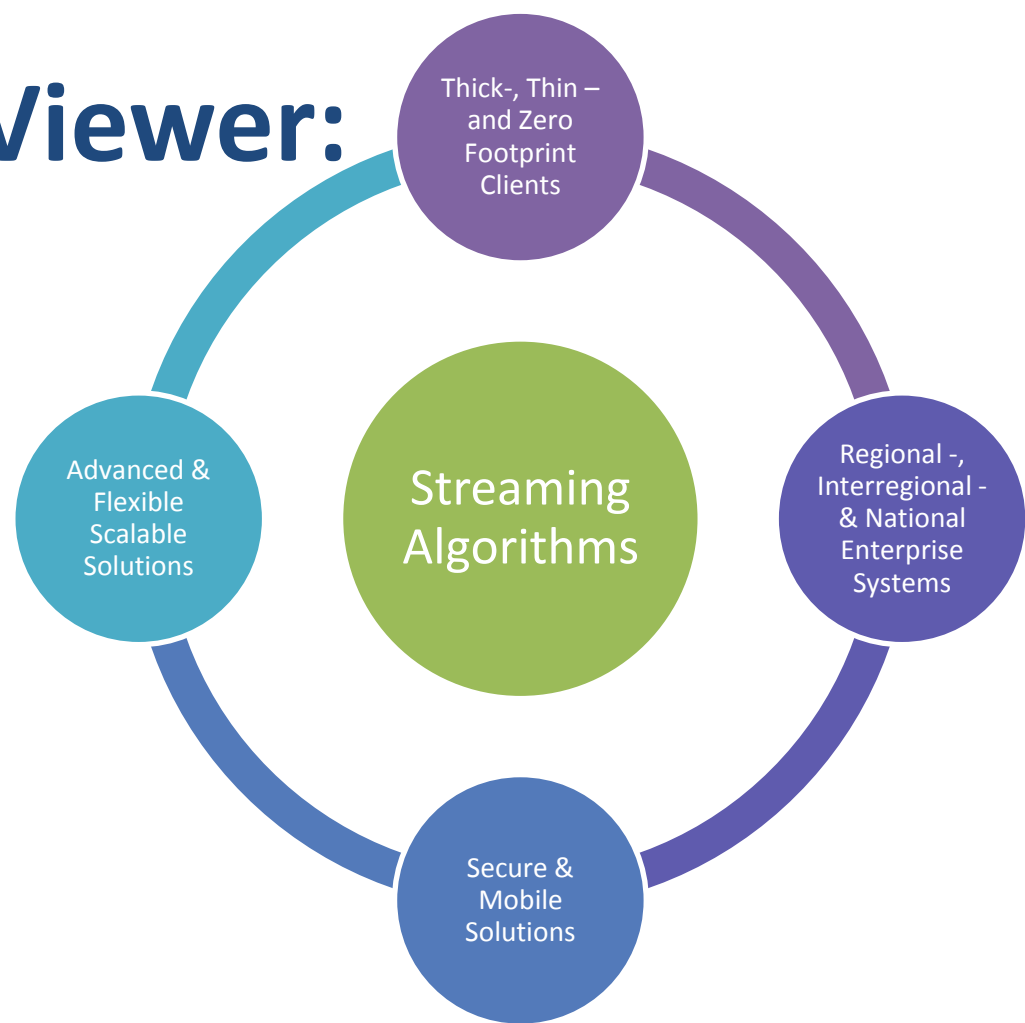 Viewer:
Thick-, Thin –
and Zero
Footprint
Clients
Regional -,
Interregional -
& National
Enterprise
Systems
Secure &
Mobile
Solutions
Advanced &
Flexible
Scalable
Solutions
Streaming
Algorithms